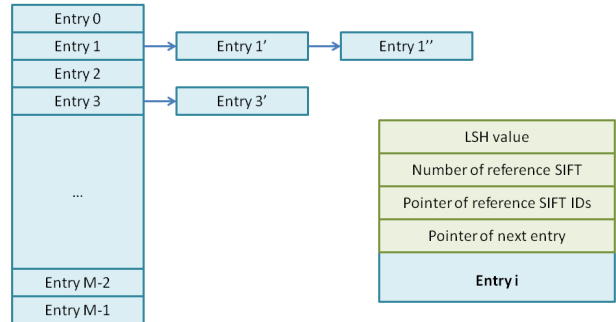 Entry 0
Entry 1
Entry 1′
Entry 1′′
Entry 2
Entry 3
Entry 3′
...
Entry M-2
Entry M-1
LSH value
Number of reference SIFT
Pointer of reference SIFT IDs
Pointer of next entry
Entry i